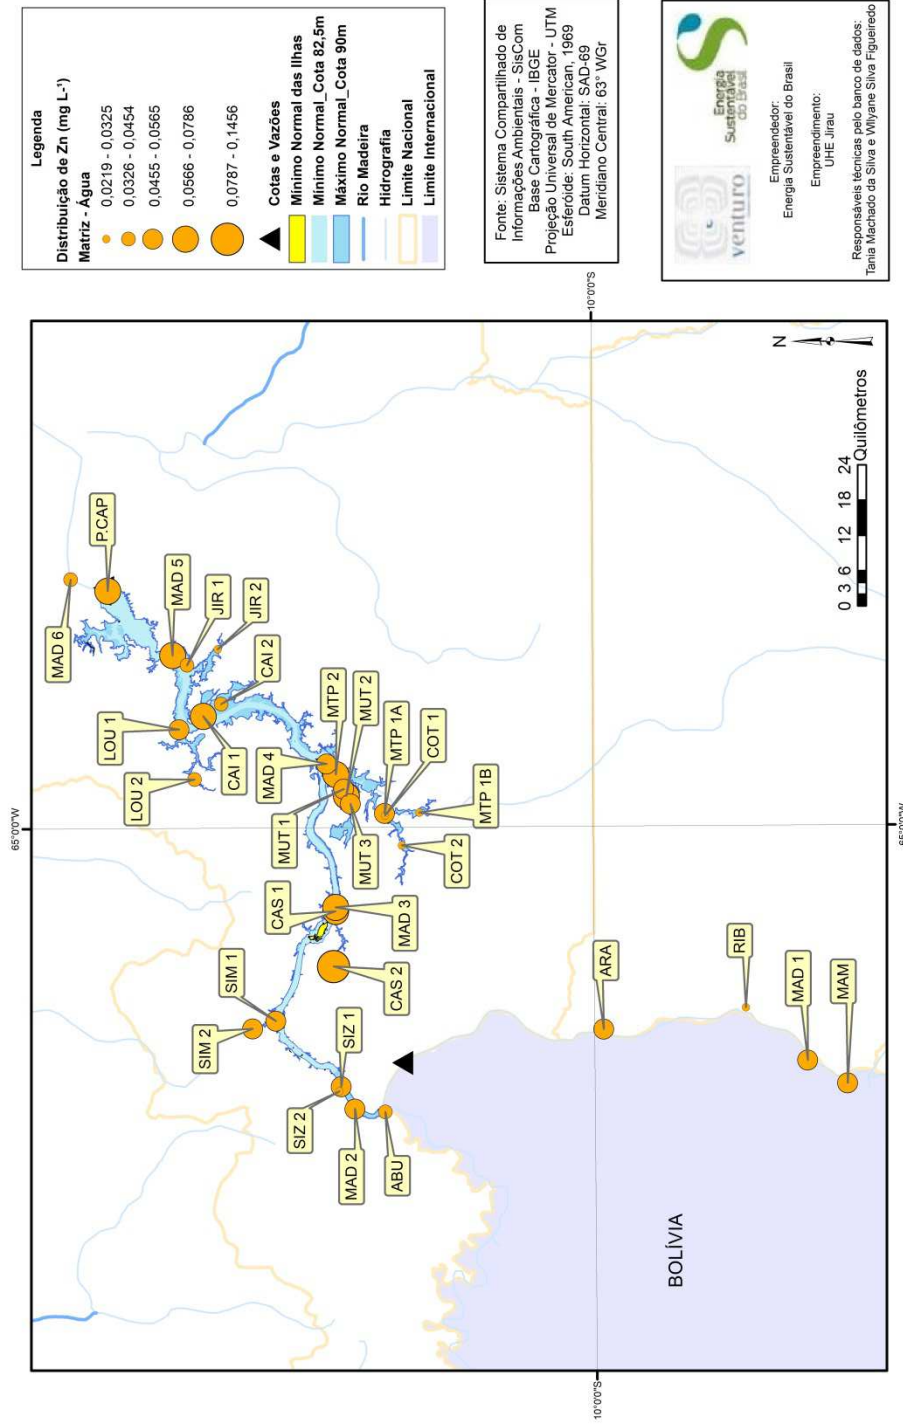 65°0'0"W
MAD 6
P.CAP
MAD 5
JIR 1
JIR 2
LOU 1
LOU 2
CAI 1
CAI 2
MAD 4
MTP 2
MUT 2
MUT 1
MUT 3
MTP 1A
COT 1
MTP 1B
COT 2
CAS 1
MAD 3
CAS 2
SIM 1
SIM 2
SIZ 1
SIZ 2
MAD 2
ABU
ARA
RIB
MAD 1
MAM
BOLÍVIA
10°0'0"S
10°0'0"S
65°0'0"W
N
0 3 6 12 18 24
Quilômetros
Legenda
Distribuição de Zn (mg L-¹)
Matriz - Água
0,0219 - 0,0325
0,0326 - 0,0454
0,0455 - 0,0565
0,0566 - 0,0786
0,0787 - 0,1456
Cotas e Vazões
Mínimo Normal das Ilhas
Mínimo Normal_Cota 82,5m
Máximo Normal_Cota 90m
Rio Madeira
Hidrografia
Limite Nacional
Limite Internacional
Fonte: Sistema Compartilhado de
Informações Ambientais - SisCom
Base Cartográfica - IBGE
Projeção Universal de Mercator - UTM
Esferóide: South American, 1969
Datum Horizontal: SAD-69
Meridiano Central: 63° WGr
venturo
Energia
Sustentável
do Brasil
Empreendedor:
Energia Sustentável do Brasil
Empreendimento:
UHE Jirau
Responsáveis técnicas pelo banco de dados:
Tania Machado da Silva e Wilyane Silva Figueiredo